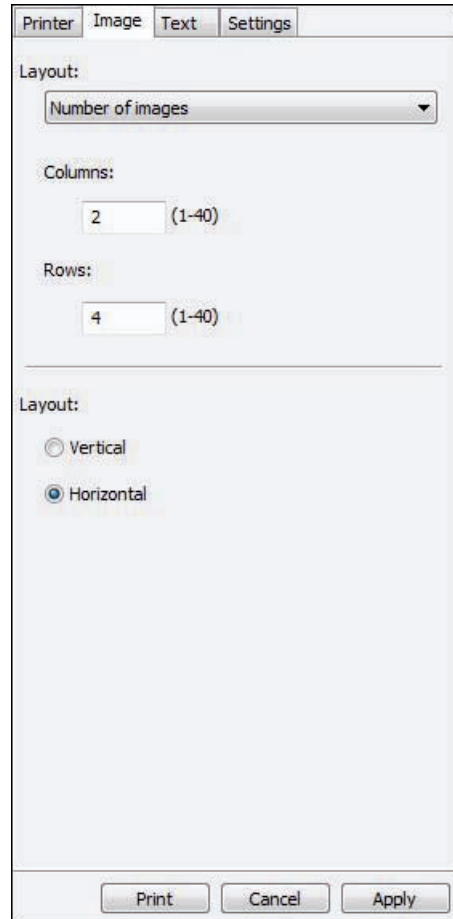 Printer Image Text Settings
Layout:
Number of images
Columns:
2 (1-40)
Rows:
4 (1-40)
Layout:
Vertical
Horizontal
Print Cancel Apply